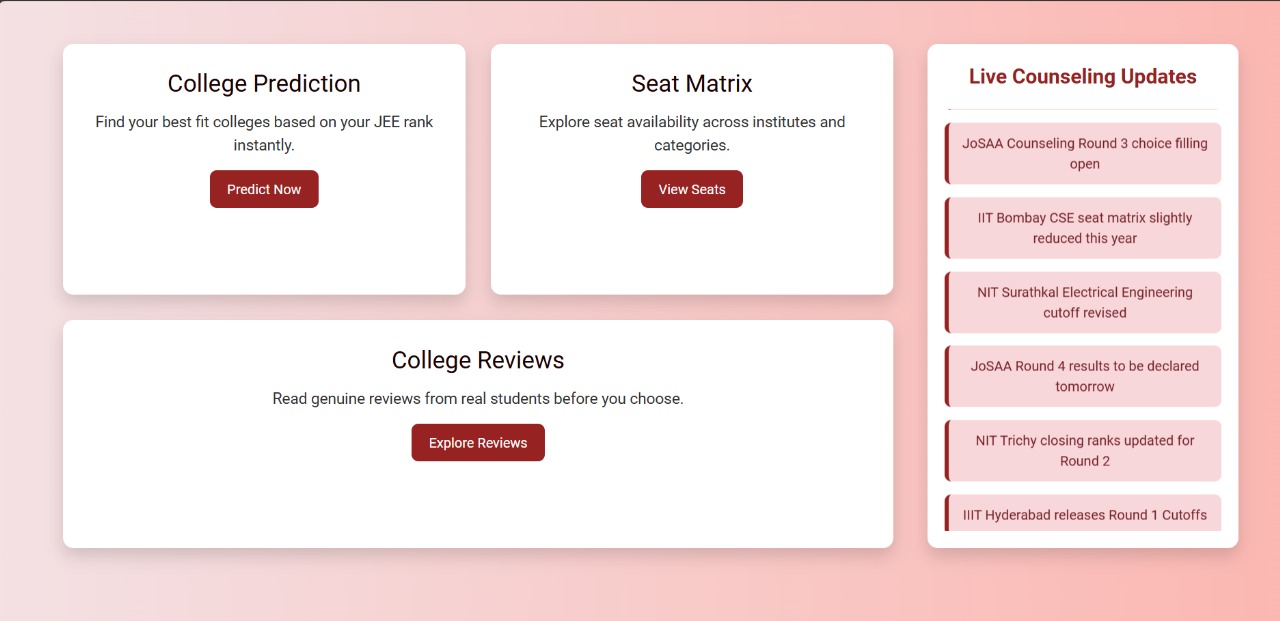 College Prediction
Find your best fit colleges based on your JEE rank
instantly.
Predict Now
Seat Matrix
Explore seat availability across institutes and
categories.
View Seats
College Reviews
Read genuine reviews from real students before you choose.
Explore Reviews
Live Counseling Updates
JoSAA Counseling Round 3 choice filling
open
IIT Bombay CSE seat matrix slightly
reduced this year
NIT Surathkal Electrical Engineering
cutoff revised
JoSAA Round 4 results to be declared
tomorrow
NIT Trichy closing ranks updated for
Round 2
IIIT Hyderabad releases Round 1 Cutoffs